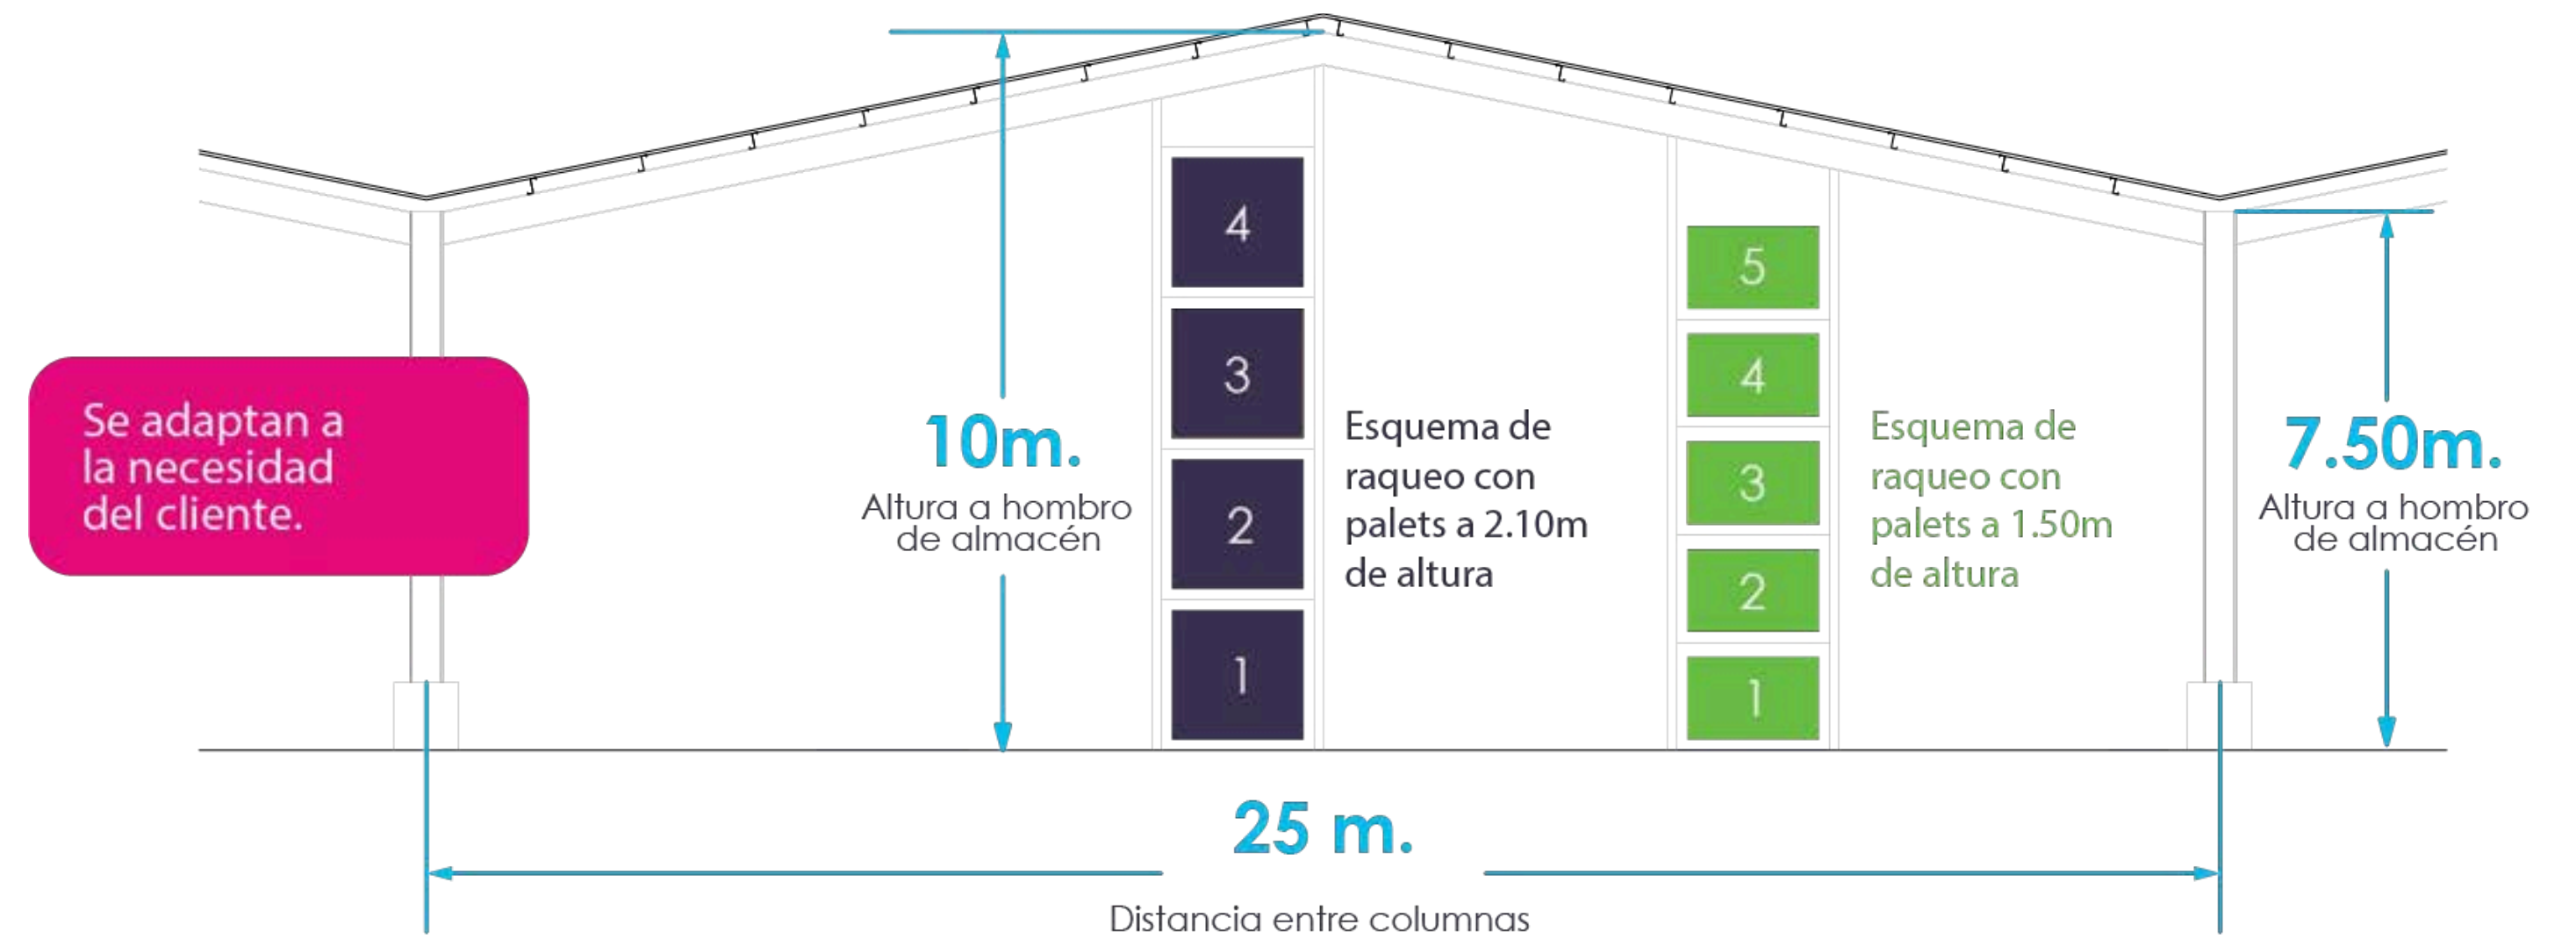 Se adaptan a
la necesidad
del cliente.
10m.
Altura a hombro
de almacén
4
3
2
1
Esquema de
raqueo con
palets a 2.10m
de altura
5
4
3
2
1
Esquema de
raqueo con
palets a 1.50m
de altura
7.50m.
Altura a hombro
de almacén
25 m.
Distancia entre columnas